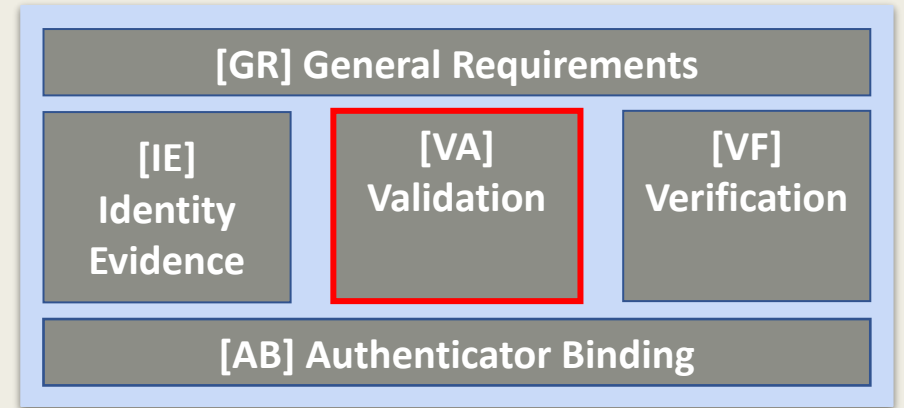 [GR] General Requirements
[IE]
Identity
Evidence
[VA]
Validation
[VF]
Verification
[AB] Authenticator Binding